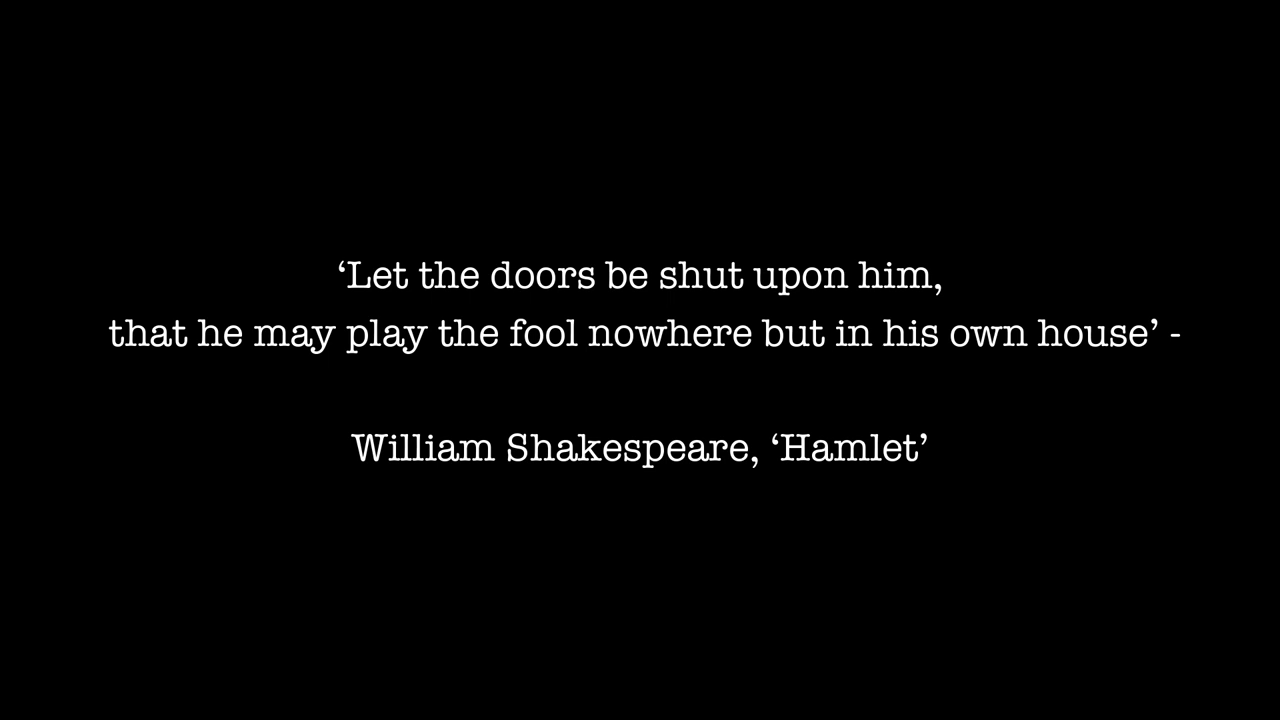 ‘Let the doors be shut upon him,
that he may play the fool nowhere but in his own house’ -
William Shakespeare, ‘Hamlet’